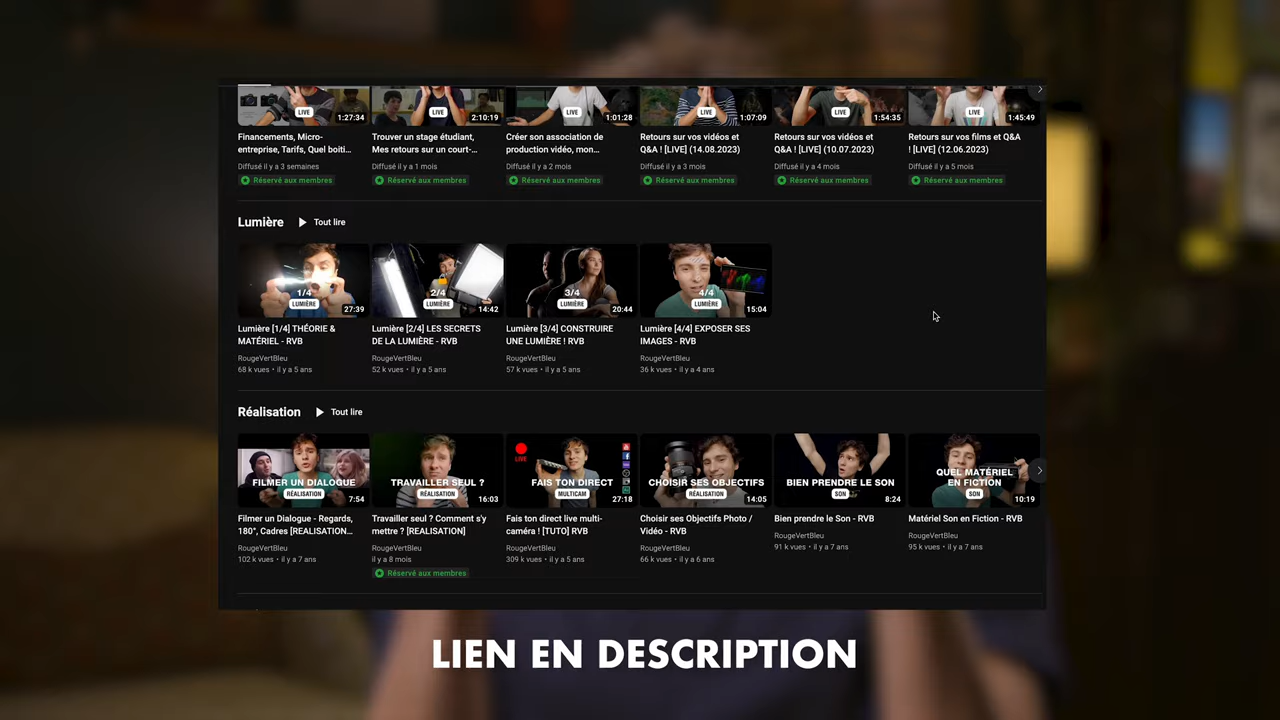 LIVE
1:27:34
LIVE
2:10:19
LIVE
1:01:28
LIVE
1:07:09
LIVE
1:54:35
LIVE
1:45:49
Financements, Micro-
entreprise, Tarifs, Quel boiti...
Diffusé il y a 3 semaines
Réservé aux membres
Trouver un stage étudiant,
Mes retours sur un court-...
Diffusé il y a 1 mois
Réservé aux membres
Créer son association de
production vidéo, mon...
Diffusé il y a 2 mois
Réservé aux membres
Retours sur vos vidéos et
Q&A ! [LIVE] (14.08.2023)
Diffusé il y a 3 mois
Réservé aux membres
Retours sur vos vidéos et
Q&A ! [LIVE] (10.07.2023)
Diffusé il y a 4 mois
Réservé aux membres
Retours sur vos films et Q&A
! [LIVE] (12.06.2023)
Diffusé il y a 5 mois
Réservé aux membres
Lumière Tout lire
1/4
LUMIÈRE
27:39
2/4
LUMIÈRE
14:42
3/4
LUMIÈRE
20:44
4/4
LUMIÈRE
15:04
Lumière [1/4] THÉORIE &
MATÉRIEL - RVB
RougeVertBleu
68 k vues • il y a 5 ans
Lumière [2/4] LES SECRETS
DE LA LUMIÈRE - RVB
RougeVertBleu
52 k vues • il y a 5 ans
Lumière [3/4] CONSTRUIRE
UNE LUMIÈRE ! RVB
RougeVertBleu
57 k vues • il y a 5 ans
Lumière [4/4] EXPOSER SES
IMAGES - RVB
RougeVertBleu
36 k vues • il y a 4 ans
Réalisation Tout lire
FILMER UN DIALOGUE
RÉALISATION
7:54
TRAVAILLER SEUL ?
RÉALISATION
16:03
LIVE
FAIS TON DIRECT
MULTICAM
27:18
CHOISIR SES OBJECTIFS
RÉALISATION
14:05
BIEN PRENDRE LE SON
SON
8:24
QUEL MATÉRIEL
EN FICTION
SON
10:19
Filmer un Dialogue - Regards,
180°, Cadres [REALISATION...
RougeVertBleu
102 k vues • il y a 7 ans
Travailler seul ? Comment s'y
mettre ? [REALISATION]
RougeVertBleu
il y a 8 mois
Réservé aux membres
Fais ton direct live multi-
caméra ! [TUTO] RVB
RougeVertBleu
309 k vues • il y a 5 ans
Choisir ses Objectifs Photo /
Vidéo - RVB
RougeVertBleu
66 k vues • il y a 6 ans
Bien prendre le Son - RVB
RougeVertBleu
91 k vues • il y a 7 ans
Matériel Son en Fiction - RVB
RougeVertBleu
95 k vues • il y a 7 ans
LIEN EN DESCRIPTION